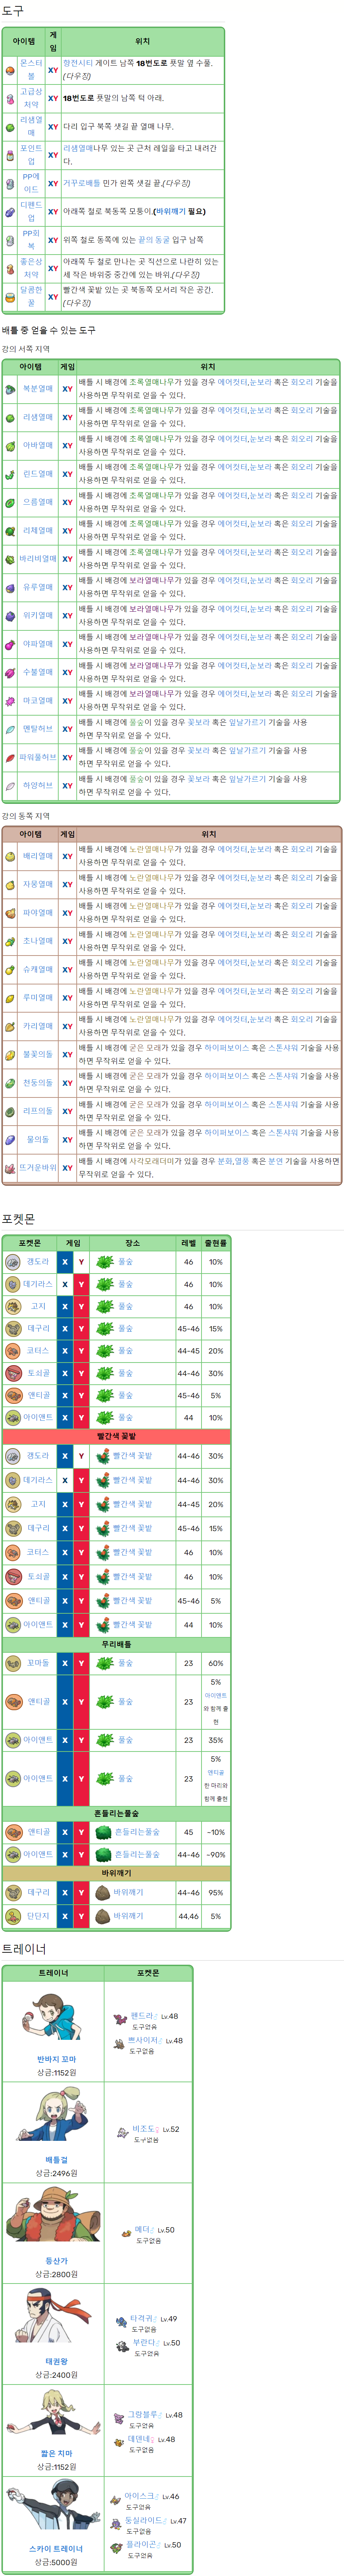 도구
아이템 게임 위치
몬스터볼 XY 향전시티 게이트 남쪽 18번도로 풋말 옆 수풀.(다우징)
고급상처약 XY 18번도로 풋말의 남쪽 턱 아래.
리샘열매 다리 입구 북쪽 샛길 끝 열매 나무.
포인트업 XY 리샘열매나무 있는 곳 근처 레일을 타고 내려간다.
PP에이드 XY 거꾸로배틀 민가 왼쪽 샛길 끝.(다우징)
디펜드업 XY 아래쪽 철로 북동쪽 모퉁이.(바위깨기 필요)
PP회복 XY 위쪽 철로 동쪽에 있는 끝의 동굴 입구 남쪽
좋은상처약 XY 아래쪽 두 철로 만나는 곳 직선으로 나란히 있는 세 작은 바위중 중간에 있는 바위.(다우징)
달콤한꿀 XY 빨간색 꽃밭 있는 곳 북동쪽 모서리 작은 공간.(다우징)
배틀 중 얻을 수 있는 도구
강의 서쪽 지역
아이템 게임 위치
복분열매 XY 배틀 시 배경에 초록열매나무가 있을 경우 에어컷터,눈보라 혹은 회오리 기술을 사용하면 무작위로 얻을 수 있다.
리샘열매 XY 배틀 시 배경에 초록열매나무가 있을 경우 에어컷터,눈보라 혹은 회오리 기술을 사용하면 무작위로 얻을 수 있다.
아바열매 XY 배틀 시 배경에 초록열매나무가 있을 경우 에어컷터,눈보라 혹은 회오리 기술을 사용하면 무작위로 얻을 수 있다.
린드열매 XY 배틀 시 배경에 초록열매나무가 있을 경우 에어컷터,눈보라 혹은 회오리 기술을 사용하면 무작위로 얻을 수 있다.
으름열매 XY 배틀 시 배경에 초록열매나무가 있을 경우 에어컷터,눈보라 혹은 회오리 기술을 사용하면 무작위로 얻을 수 있다.
리체열매 XY 배틀 시 배경에 초록열매나무가 있을 경우 에어컷터,눈보라 혹은 회오리 기술을 사용하면 무작위로 얻을 수 있다.
바리비열매 XY 배틀 시 배경에 초록열매나무가 있을 경우 에어컷터,눈보라 혹은 회오리 기술을 사용하면 무작위로 얻을 수 있다.
유루열매 XY 배틀 시 배경에 보라열매나무가 있을 경우 에어컷터,눈보라 혹은 회오리 기술을 사용하면 무작위로 얻을 수 있다.
위키열매 XY 배틀 시 배경에 보라열매나무가 있을 경우 에어컷터,눈보라 혹은 회오리 기술을 사용하면 무작위로 얻을 수 있다.
야파열매 XY 배틀 시 배경에 보라열매나무가 있을 경우 에어컷터,눈보라 혹은 회오리 기술을 사용하면 무작위로 얻을 수 있다.
수불열매 XY 배틀 시 배경에 보라열매나무가 있을 경우 에어컷터,눈보라 혹은 회오리 기술을 사용하면 무작위로 얻을 수 있다.
마코열매 XY 배틀 시 배경에 보라열매나무가 있을 경우 에어컷터,눈보라 혹은 회오리 기술을 사용하면 무작위로 얻을 수 있다.
멘탈허브 XY 배틀 시 배경에 풀숲이 있을 경우 꽃보라 혹은 잎날가르기 기술을 사용하면 무작위로 얻을 수 있다.
파워풀허브 XY 배틀 시 배경에 풀숲이 있을 경우 꽃보라 혹은 잎날가르기 기술을 사용하면 무작위로 얻을 수 있다.
하양허브 XY 배틀 시 배경에 풀숲이 있을 경우 꽃보라 혹은 잎날가르기 기술을 사용하면 무작위로 얻을 수 있다.
강의 동쪽 지역
아이템 게임 위치
배리열매 XY 배틀 시 배경에 노란열매나무가 있을 경우 에어컷터,눈보라 혹은 회오리 기술을 사용하면 무작위로 얻을 수 있다.
자뭉열매 XY 배틀 시 배경에 노란열매나무가 있을 경우 에어컷터,눈보라 혹은 회오리 기술을 사용하면 무작위로 얻을 수 있다.
파야열매 XY 배틀 시 배경에 노란열매나무가 있을 경우 에어컷터,눈보라 혹은 회오리 기술을 사용하면 무작위로 얻을 수 있다.
초나열매 XY 배틀 시 배경에 노란열매나무가 있을 경우 에어컷터,눈보라 혹은 회오리 기술을 사용하면 무작위로 얻을 수 있다.
슈캐열매 XY 배틀 시 배경에 노란열매나무가 있을 경우 에어컷터,눈보라 혹은 회오리 기술을 사용하면 무작위로 얻을 수 있다.
루미열매 XY 배틀 시 배경에 노란열매나무가 있을 경우 에어컷터,눈보라 혹은 회오리 기술을 사용하면 무작위로 얻을 수 있다.
카리열매 XY 배틀 시 배경에 노란열매나무가 있을 경우 에어컷터,눈보라 혹은 회오리 기술을 사용하면 무작위로 얻을 수 있다.
불꽃의돌 XY 배틀 시 배경에 굳은 모래가 있을 경우 하이퍼보이스 혹은 스톤샤워 기술을 사용하면 무작위로 얻을 수 있다.
천둥의돌 XY 배틀 시 배경에 굳은 모래가 있을 경우 하이퍼보이스 혹은 스톤샤워 기술을 사용하면 무작위로 얻을 수 있다.
리프의돌 XY 배틀 시 배경에 굳은 모래가 있을 경우 하이퍼보이스 혹은 스톤샤워 기술을 사용하면 무작위로 얻을 수 있다.
물의돌 XY 배틀 시 배경에 굳은 모래가 있을 경우 하이퍼보이스 혹은 스톤샤워 기술을 사용하면 무작위로 얻을 수 있다.
뜨거운바위 XY 배틀 시 배경에 사각모래더미가 있을 경우 분화,열풍 혹은 분연 기술을 사용하면 무작위로 얻을 수 있다.
포켓몬
포켓몬 게임 장소 레벨 출현률
갱도라 X Y 풀숲 46 10%
데기라스 X Y 풀숲 46 10%
고지 X Y 풀숲 46 10%
데구리 X Y 풀숲 45-46 15%
코터스 X Y 풀숲 44-45 20%
토쇠골 X Y 풀숲 44-46 30%
앤티골 X Y 풀숲 45-46 5%
아이앤트 X Y 풀숲 44 10%
빨간색 꽃밭
갱도라 X Y 빨간색 꽃밭 44-46 30%
데기라스 X Y 빨간색 꽃밭 44-46 30%
고지 X Y 빨간색 꽃밭 44-45 20%
데구리 X Y 빨간색 꽃밭 45-46 15%
코터스 X Y 빨간색 꽃밭 46 10%
토쇠골 X Y 빨간색 꽃밭 46 10%
앤티골 X Y 빨간색 꽃밭 45-46 5%
아이앤트 X Y 빨간색 꽃밭 44 10%
무리배틀
꼬마돌 X Y 풀숲 23 60%
앤티골 X Y 풀숲 23 5% 아이앤트와 함께 출현
아이앤트 X Y 풀숲 23 35%
아이앤트 X Y 풀숲 23 5% 앤티골 한 마리와 함께 출현
흔들리는풀숲
앤티골 X Y 흔들리는풀숲 45 ~10%
아이앤트 X Y 흔들리는풀숲 44-46 ~90%
바위깨기
데구리 X Y 바위깨기 44-46 95%
단단지 X Y 바위깨기 44,46 5%
트레이너
트레이너 포켓몬
반바지 꼬마
상금:1152원
펜드라♂ Lv.48
도구없음
쁘사이저♂ Lv.48
도구없음
배틀걸
상금:2496원
비조도♀ Lv.52
도구없음
등산가
상금:2800원
메더♂ Lv.50
도구없음
태권왕
상금:2400원
타격귀♂ Lv.49
도구없음
부란다♂ Lv.50
도구없음
짧은 치마
상금:1152원
그랑블루♂ Lv.48
도구없음
데덴네♀ Lv.48
도구없음
스카이 트레이너
상금:5000원
아이스크♂ Lv.46
도구없음
둥실라이드♂ Lv.47
도구없음
플라이곤♂ Lv.50
도구없음